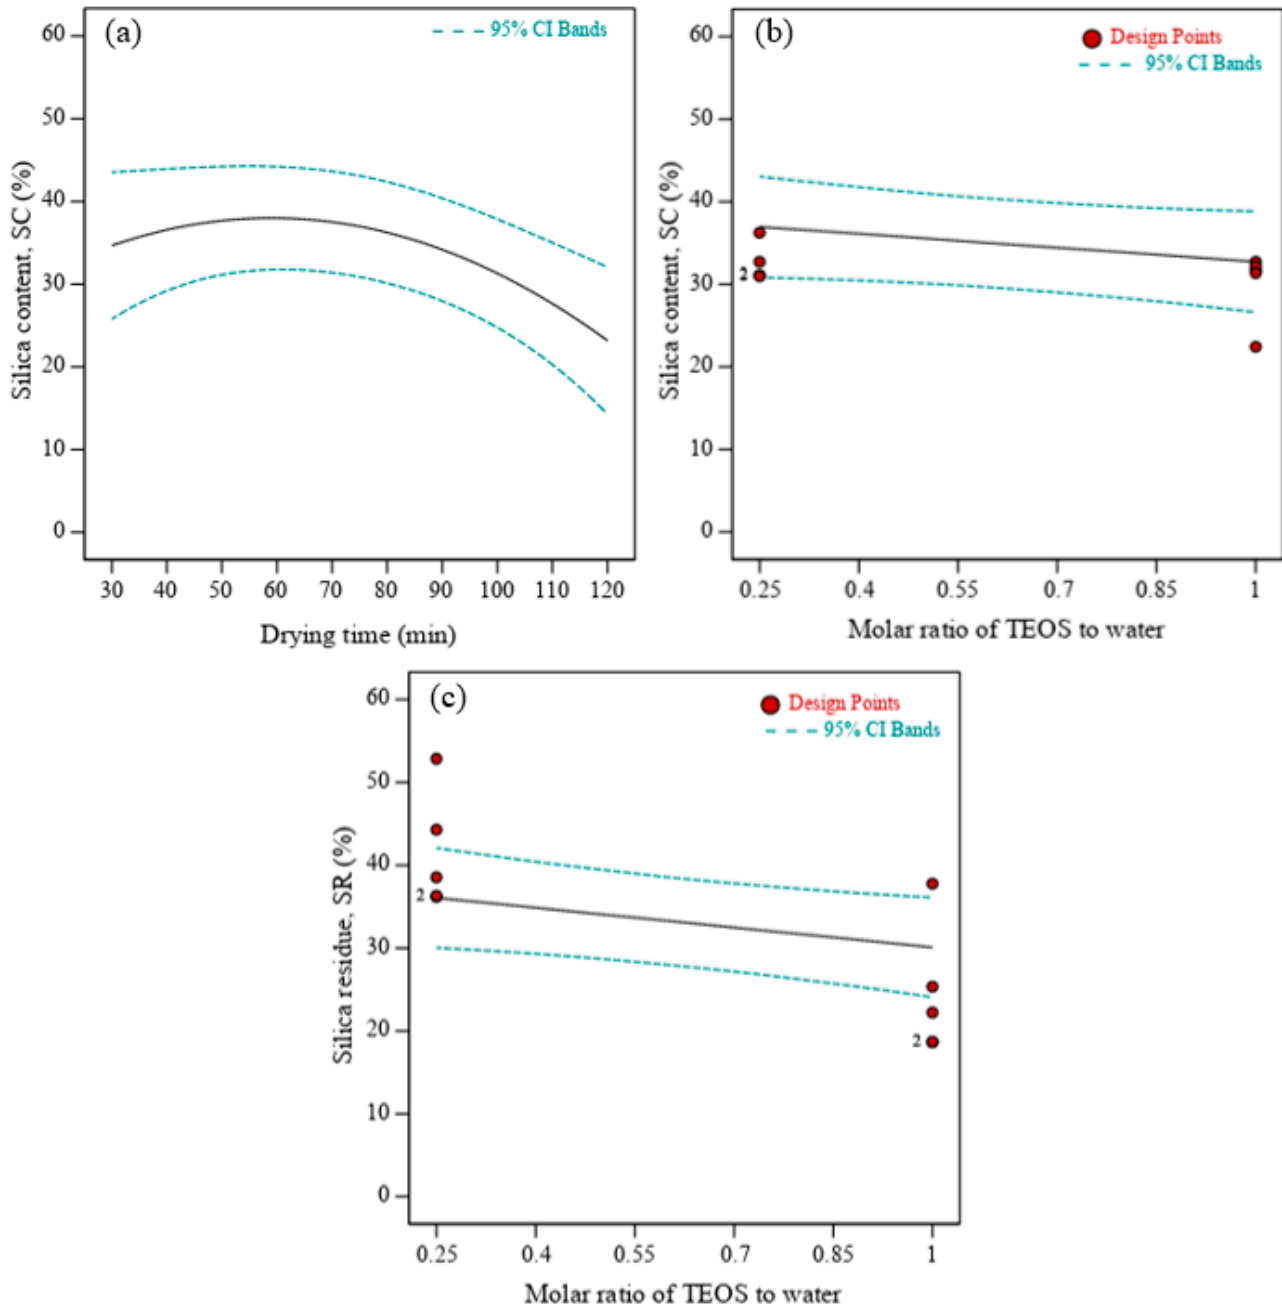 (a)
95% CI Bands
60
50
40
30
20
10
0
Silica content, SC (%)
30 40 50 60 70 80 90 100 110 120
Drying time (min)
(b)
Design Points
95% CI Bands
60
50
40
30
20
10
0
2
Silica content, SC (%)
0.25 0.4 0.55 0.7 0.85 1
Molar ratio of TEOS to water
(c)
Design Points
95% CI Bands
60
50
40
30
20
10
0
2
2
Silica residue, SR (%)
0.25 0.4 0.55 0.7 0.85 1
Molar ratio of TEOS to water